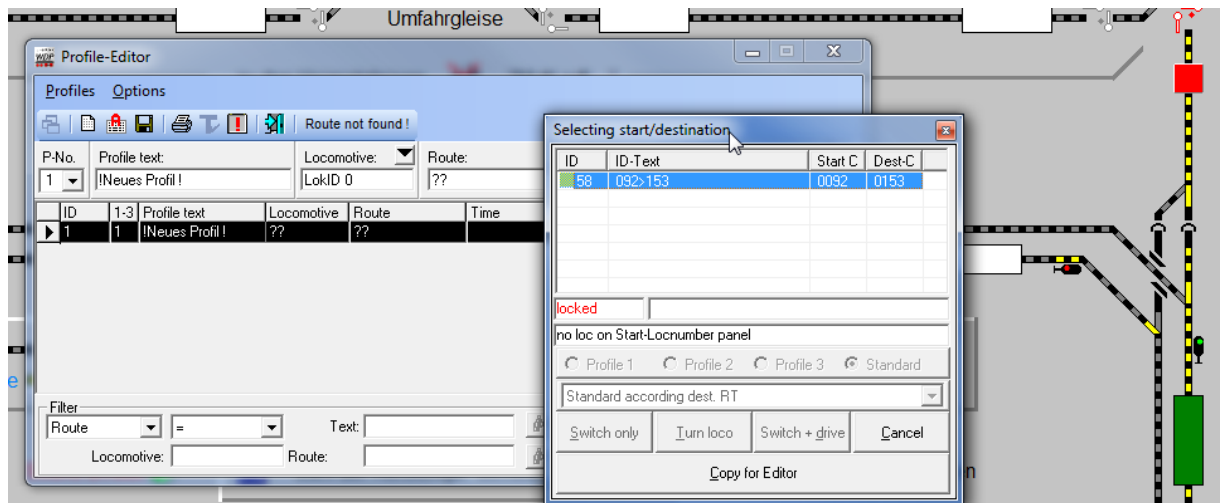 Umfahrgleise
WDP Profile-Editor
Profiles Options
Route not found !
P-No. Profile text: Locomotive: Route:
1 !Neues Profil ! LokID 0 ??
ID 1-3 Profile text Locomotive Route Time
1 1 !Neues Profil ! ?? ??
Filter
Route = Text:
Locomotive: Route:
Selecting start/destination
ID ID-Text Start C Dest-C
58 092>153 0092 0153
locked
no loc on Start-Locnumber panel
Profile 1 Profile 2 Profile 3 Standard
Standard according dest. RT
Switch only Turn loco Switch + drive Cancel
Copy for Editor
e
n